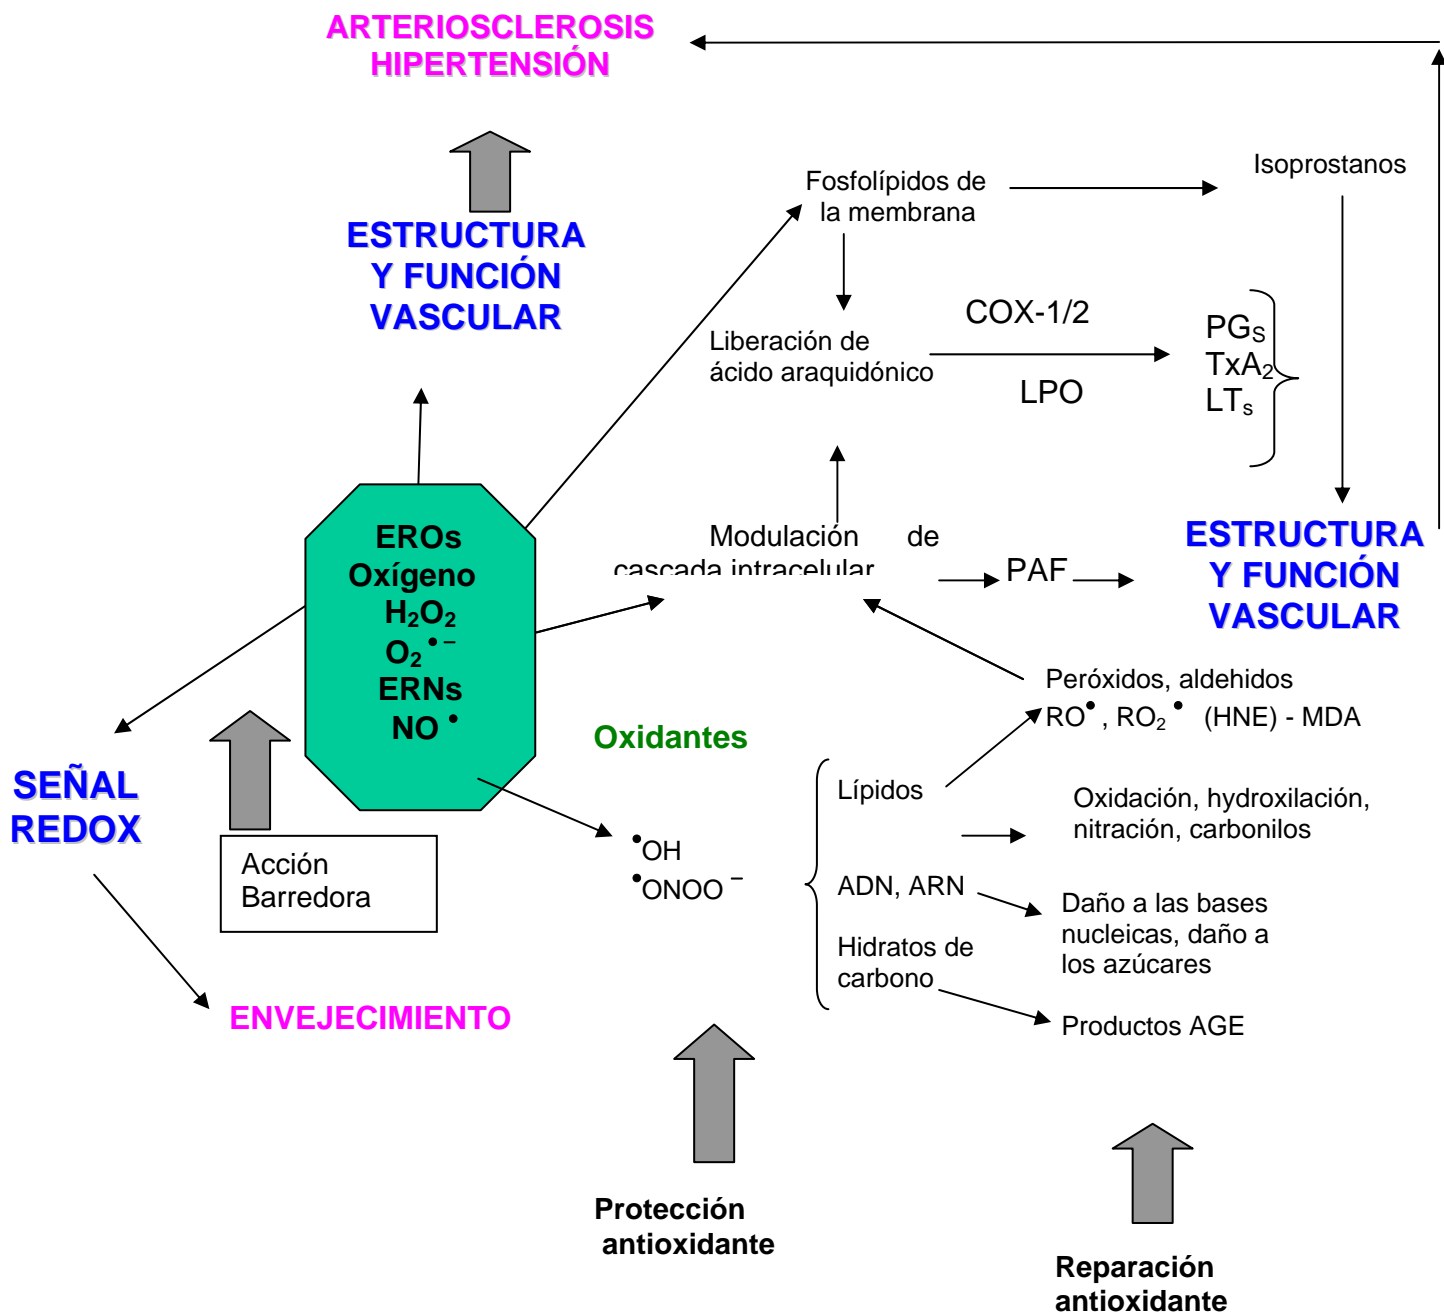 ARTERIOSCLEROSIS
HIPERTENSIÓN
ESTRUCTURA
Y FUNCIÓN
VASCULAR
Fosfolípidos de
la membrana
Isoprostanos
Liberación de
ácido araquidónico
COX-1/2
LPO
PGS
TxA2
LTs
EROs
Oxígeno
H2O2
O2•–
ERNs
NO•
Modulación de
cascada intracelular
PAF
ESTRUCTURA
Y FUNCIÓN
VASCULAR
SEÑAL
REDOX
Acción
Barredora
ENVEJECIMIENTO
Oxidantes
•OH
•ONOO–
Lípidos
ADN, ARN
Hidratos de
carbono
Peróxidos, aldehidos
RO•, RO2• (HNE) - MDA
Oxidación, hydroxilación,
nitración, carbonilos
Daño a las bases
nucleicas, daño a
los azúcares
Productos AGE
Protección
antioxidante
Reparación
antioxidante